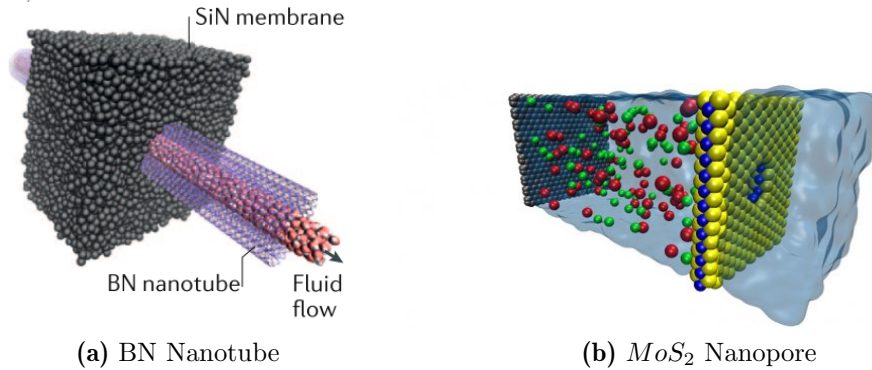 SiN membrane
BN nanotube
Fluid
flow
(a) BN Nanotube
(b) MoS₂ Nanopore